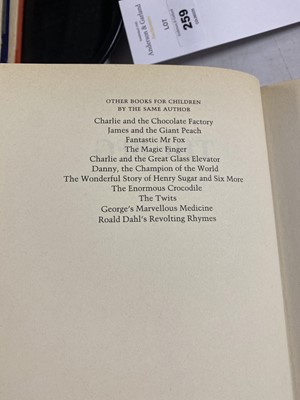 Anderson & Garland
LOT
259
OTHER BOOKS FOR CHILDREN
BY THE SAME AUTHOR
Charlie and the Chocolate Factory
James and the Giant Peach
Fantastic Mr Fox
The Magic Finger
Charlie and the Great Glass Elevator
Danny, the Champion of the World
The Wonderful Story of Henry Sugar and Six More
The Enormous Crocodile
The Twits
George's Marvellous Medicine
Roald Dahl's Revolting Rhymes